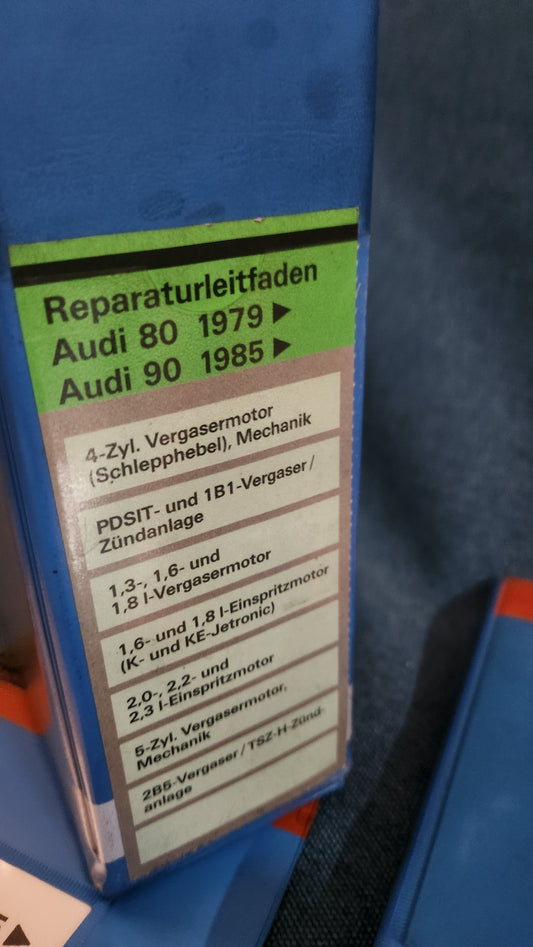 Reparaturleitfaden
Audi 80 1979 ▶
Audi 90 1985 ▶
4-Zyl. Vergasermotor
(Schlepphebel), Mechanik
PDSIT- und 1B1-Vergaser /
Zündanlage
1,3-, 1,6- und
1,8 l-Vergasermotor
1,6- und 1,8 l-Einspritzmotor
(K- und KE-Jetronic)
2,0-, 2,2- und
2,3 l-Einspritzmotor
5-Zyl. Vergasermotor,
Mechanik
2B5-Vergaser / TSZ-H-Zünd-
anlage